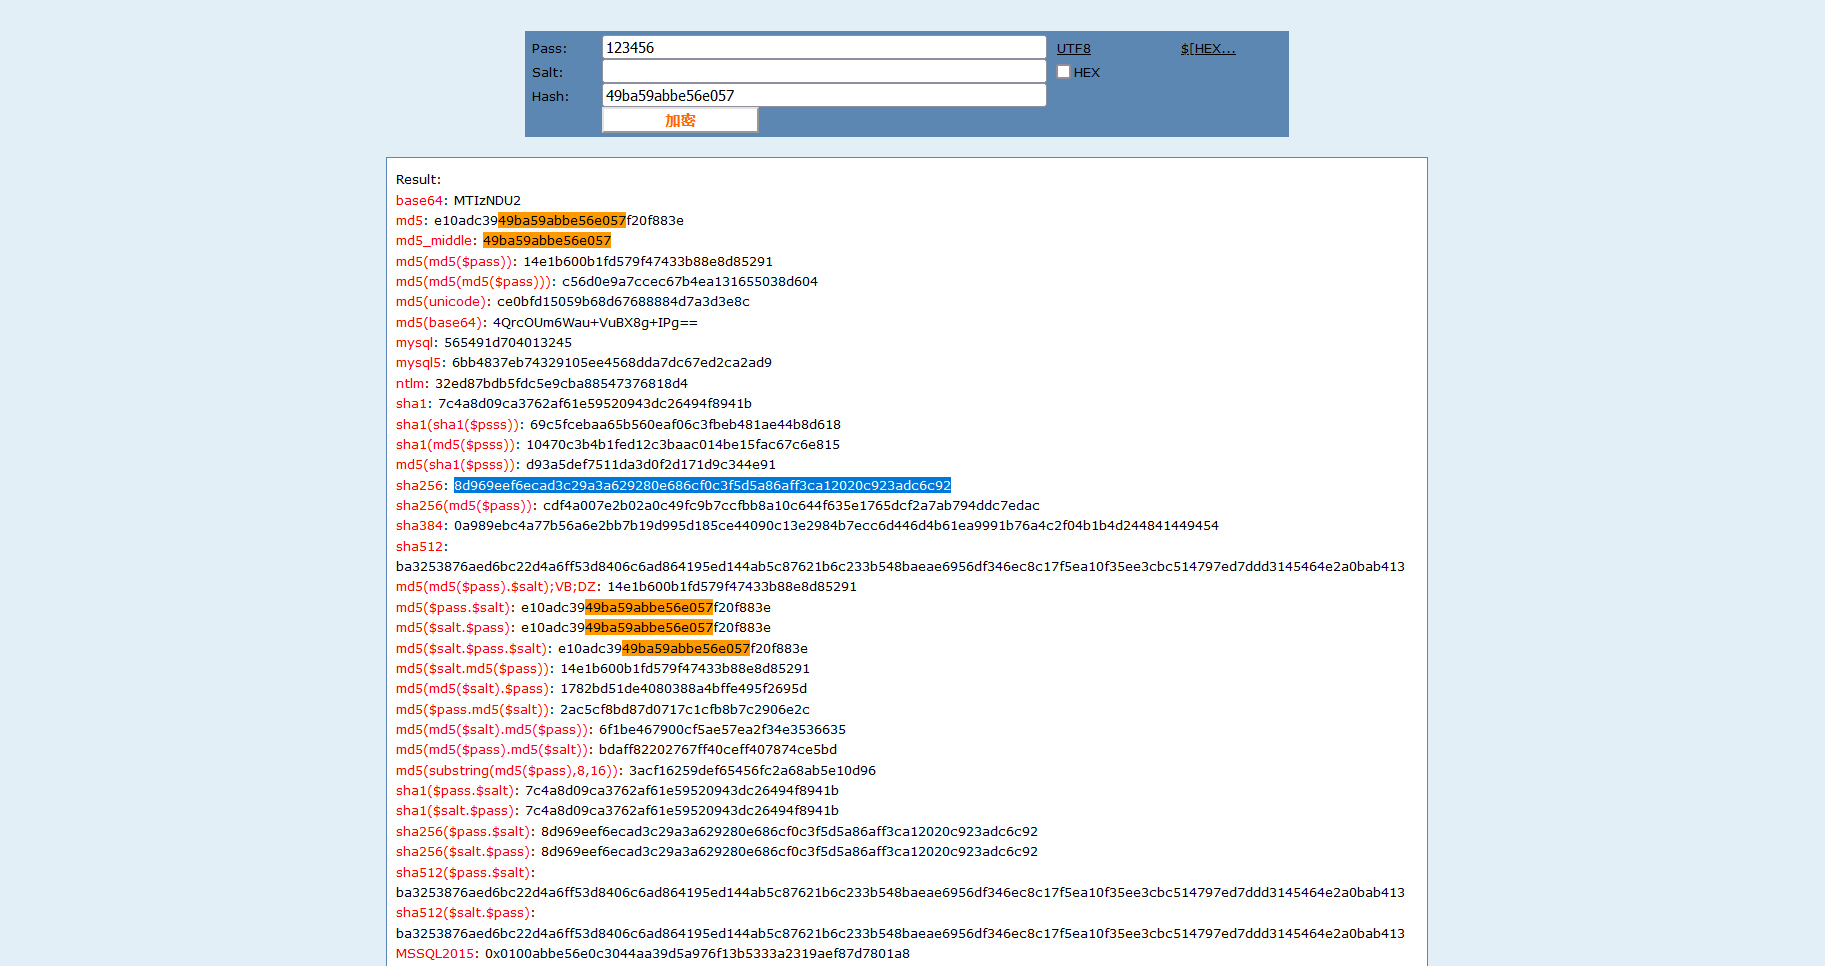 Pass: 123456 UTF8 $[HEX...
Salt: HEX
Hash: 49ba59abbe56e057
加密
Result:
base64: MTIzNDU2
md5: e10adc3949ba59abbe56e057f20f883e
md5_middle: 49ba59abbe56e057
md5(md5($pass)): 14e1b600b1fd579f47433b88e8d85291
md5(md5(md5($pass))): c56d0e9a7ccec67b4ea131655038d604
md5(unicode): ce0bfd15059b68d67688884d7a3d3e8c
md5(base64): 4QrcOUm6Wau+VuBX8g+IPg==
mysql: 565491d704013245
mysql5: 6bb4837eb74329105ee4568dda7dc67ed2ca2ad9
ntlm: 32ed87bdb5fdc5e9cba88547376818d4
sha1: 7c4a8d09ca3762af61e59520943dc26494f8941b
sha1(sha1($psss)): 69c5fcebaa65b560eaf06c3fbeb481ae44b8d618
sha1(md5($psss)): 10470c3b4b1fed12c3baac014be15fac67c6e815
md5(sha1($psss)): d93a5def7511da3d0f2d171d9c344e91
sha256: 8d969eef6ecad3c29a3a629280e686cf0c3f5d5a86aff3ca12020c923adc6c92
sha256(md5($pass)): cdf4a007e2b02a0c49fc9b7ccfbb8a10c644f635e1765dcf2a7ab794ddc7edac
sha384: 0a989ebc4a77b56a6e2bb7b19d995d185ce44090c13e2984b7ecc6d446d4b61ea9991b76a4c2f04b1b4d244841449454
sha512:
ba3253876aed6bc22d4a6ff53d8406c6ad864195ed144ab5c87621b6c233b548baeae6956df346ec8c17f5ea10f35ee3cbc514797ed7ddd3145464e2a0bab413
md5(md5($pass).$salt);VB;DZ: 14e1b600b1fd579f47433b88e8d85291
md5($pass.$salt): e10adc3949ba59abbe56e057f20f883e
md5($salt.$pass): e10adc3949ba59abbe56e057f20f883e
md5($salt.$pass.$salt): e10adc3949ba59abbe56e057f20f883e
md5($salt.md5($pass)): 14e1b600b1fd579f47433b88e8d85291
md5(md5($salt).$pass): 1782bd51de4080388a4bffe495f2695d
md5($pass.md5($salt)): 2ac5cf8bd87d0717c1cfb8b7c2906e2c
md5(md5($salt).md5($pass)): 6f1be467900cf5ae57ea2f34e3536635
md5(md5($pass).md5($salt)): bdaff82202767ff40ceff407874ce5bd
md5(substring(md5($pass),8,16)): 3acf16259def65456fc2a68ab5e10d96
sha1($pass.$salt): 7c4a8d09ca3762af61e59520943dc26494f8941b
sha1($salt.$pass): 7c4a8d09ca3762af61e59520943dc26494f8941b
sha256($pass.$salt): 8d969eef6ecad3c29a3a629280e686cf0c3f5d5a86aff3ca12020c923adc6c92
sha256($salt.$pass): 8d969eef6ecad3c29a3a629280e686cf0c3f5d5a86aff3ca12020c923adc6c92
sha512($pass.$salt):
ba3253876aed6bc22d4a6ff53d8406c6ad864195ed144ab5c87621b6c233b548baeae6956df346ec8c17f5ea10f35ee3cbc514797ed7ddd3145464e2a0bab413
sha512($salt.$pass):
ba3253876aed6bc22d4a6ff53d8406c6ad864195ed144ab5c87621b6c233b548baeae6956df346ec8c17f5ea10f35ee3cbc514797ed7ddd3145464e2a0bab413
MSSQL2015: 0x0100abbe56e0c3044aa39d5a976f13b5333a2319aef87d7801a8